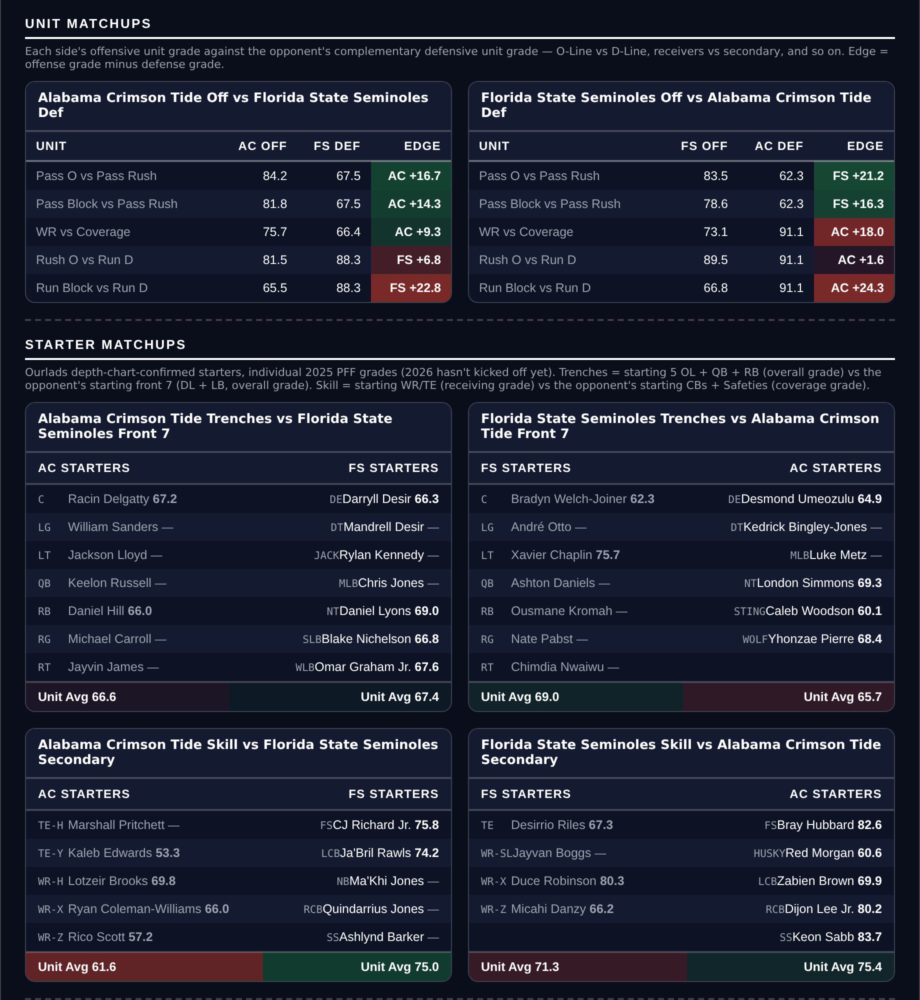 UNIT MATCHUPS
Each side's offensive unit grade against the opponent's complementary defensive unit grade — O-Line vs D-Line, receivers vs secondary, and so on. Edge =
offense grade minus defense grade.
Alabama Crimson Tide Off vs Florida State Seminoles
Def
UNIT AC OFF FS DEF EDGE
Pass O vs Pass Rush 84.2 67.5 AC +16.7
Pass Block vs Pass Rush 81.8 67.5 AC +14.3
WR vs Coverage 75.7 66.4 AC +9.3
Rush O vs Run D 81.5 88.3 FS +6.8
Run Block vs Run D 65.5 88.3 FS +22.8
Florida State Seminoles Off vs Alabama Crimson Tide
Def
UNIT FS OFF AC DEF EDGE
Pass O vs Pass Rush 83.5 62.3 FS +21.2
Pass Block vs Pass Rush 78.6 62.3 FS +16.3
WR vs Coverage 73.1 91.1 AC +18.0
Rush O vs Run D 89.5 91.1 AC +1.6
Run Block vs Run D 66.8 91.1 AC +24.3
STARTER MATCHUPS
Ourlads depth-chart-confirmed starters, individual 2025 PFF grades (2026 hasn't kicked off yet). Trenches = starting 5 OL + QB + RB (overall grade) vs the
opponent's starting front 7 (DL + LB, overall grade). Skill = starting WR/TE (receiving grade) vs the opponent's starting CBs + Safeties (coverage grade).
Alabama Crimson Tide Trenches vs Florida State
Seminoles Front 7
AC STARTERS FS STARTERS
C Racin Delgatty 67.2 DEDarryll Desir 66.3
LG William Sanders — DTMandrell Desir —
LT Jackson Lloyd — JACKRylan Kennedy —
QB Keelon Russell — MLBChris Jones —
RB Daniel Hill 66.0 NTDaniel Lyons 69.0
RG Michael Carroll — SLBBlake Nichelson 66.8
RT Jayvin James — WLBOmar Graham Jr. 67.6
Unit Avg 66.6 Unit Avg 67.4
Florida State Seminoles Trenches vs Alabama Crimson
Tide Front 7
FS STARTERS AC STARTERS
C Bradyn Welch-Joiner 62.3 DEDesmond Umeozulu 64.9
LG André Otto — DTKedrick Bingley-Jones —
LT Xavier Chaplin 75.7 MLBLuke Metz —
QB Ashton Daniels — NTLondon Simmons 69.3
RB Ousmane Kromah — STINGCaleb Woodson 60.1
RG Nate Pabst — WOLFYhonzae Pierre 68.4
RT Chimdia Nwaiwu —
Unit Avg 69.0 Unit Avg 65.7
Alabama Crimson Tide Skill vs Florida State Seminoles
Secondary
AC STARTERS FS STARTERS
TE-H Marshall Pritchett — FSCJ Richard Jr. 75.8
TE-Y Kaleb Edwards 53.3 LCBJa'Bril Rawls 74.2
WR-H Lotzeir Brooks 69.8 NBMa'Khi Jones —
WR-X Ryan Coleman-Williams 66.0 RCBQuindarrius Jones —
WR-Z Rico Scott 57.2 SSAshlynd Barker —
Unit Avg 61.6 Unit Avg 75.0
Florida State Seminoles Skill vs Alabama Crimson Tide
Secondary
FS STARTERS AC STARTERS
TE Desirrio Riles 67.3 FSBray Hubbard 82.6
WR-SLJayvan Boggs — HUSKYRed Morgan 60.6
WR-X Duce Robinson 80.3 LCBZabien Brown 69.9
WR-Z Micahi Danzy 66.2 RCBDijon Lee Jr. 80.2
SSKeon Sabb 83.7
Unit Avg 71.3 Unit Avg 75.4